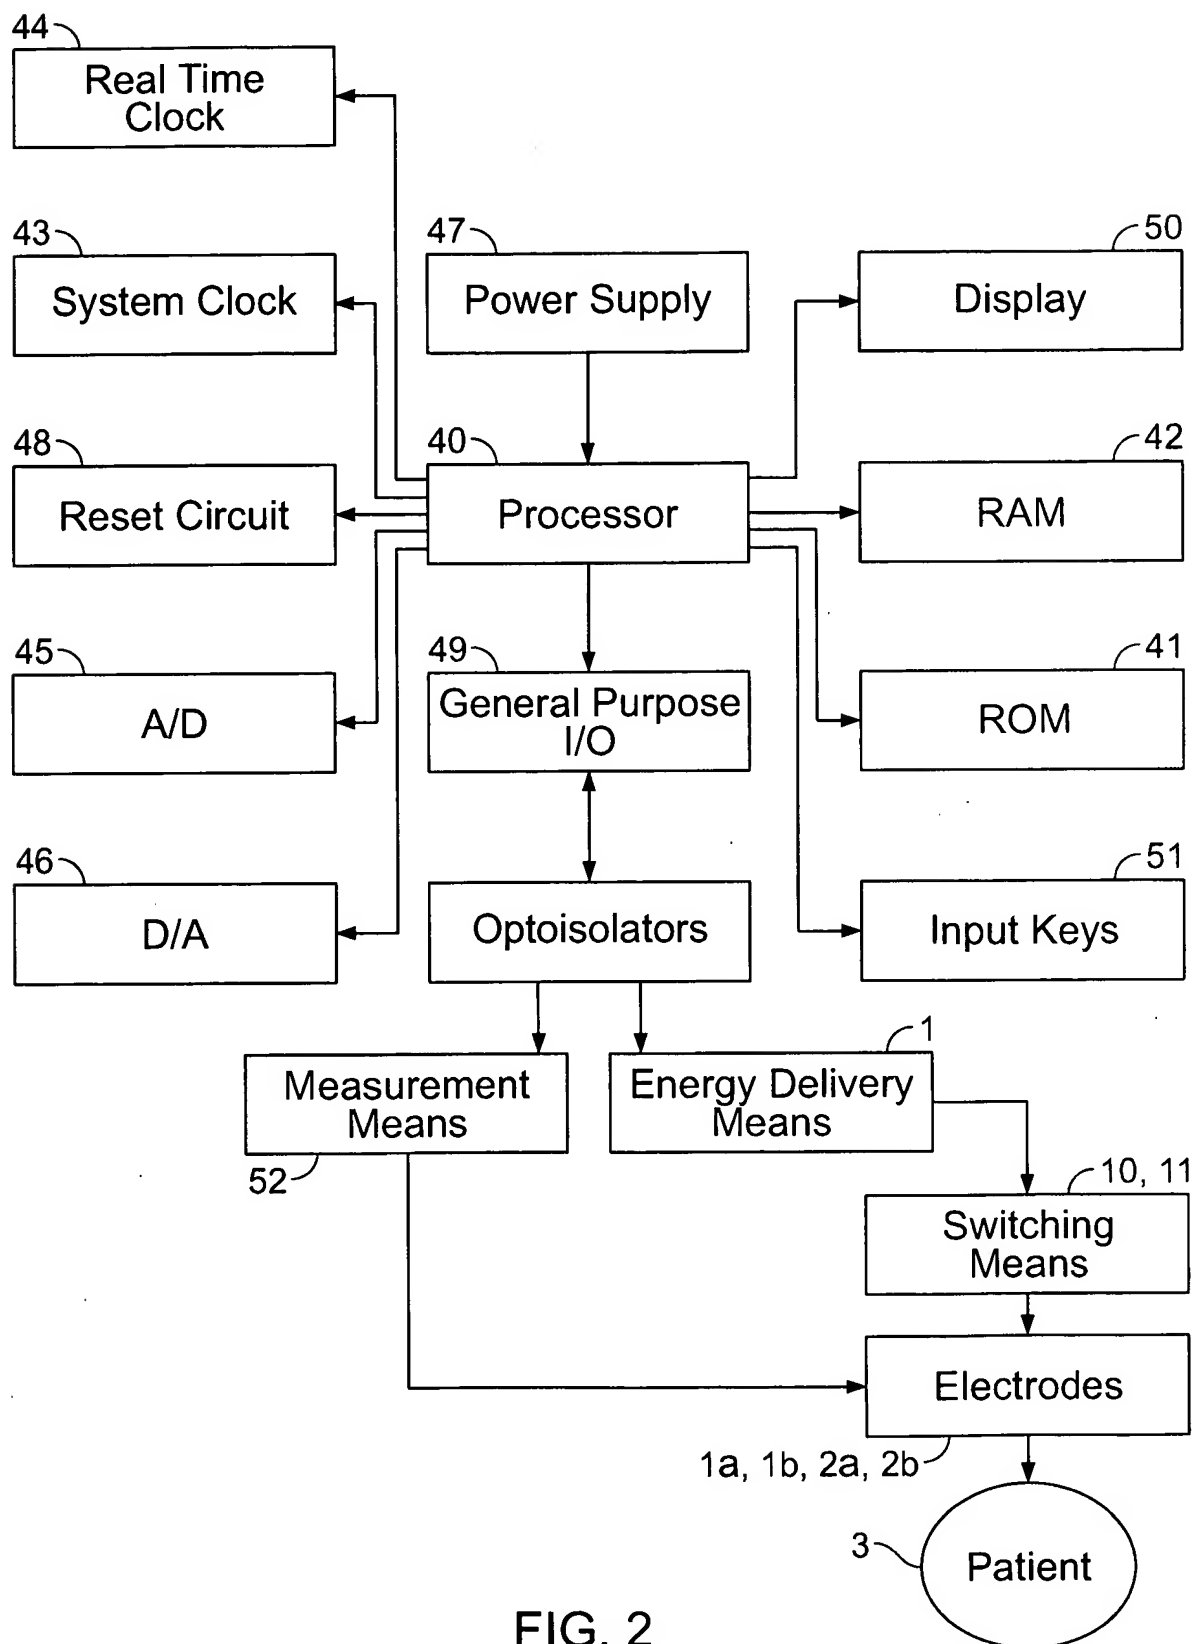 44
Real Time
Clock
43
System Clock
47
Power Supply
50
Display
48
Reset Circuit
40
Processor
42
RAM
45
A/D
49
General Purpose
I/O
41
ROM
46
D/A
Optoisolators
51
Input Keys
Measurement
Means
52
1
Energy Delivery
Means
10, 11
Switching
Means
Electrodes
1a, 1b, 2a, 2b
3
Patient
FIG. 2